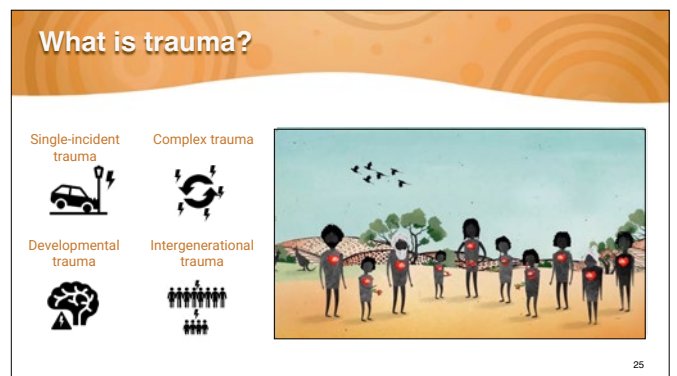 What is trauma?
Single-incident
trauma
Complex trauma
Developmental
trauma
Intergenerational
trauma
25